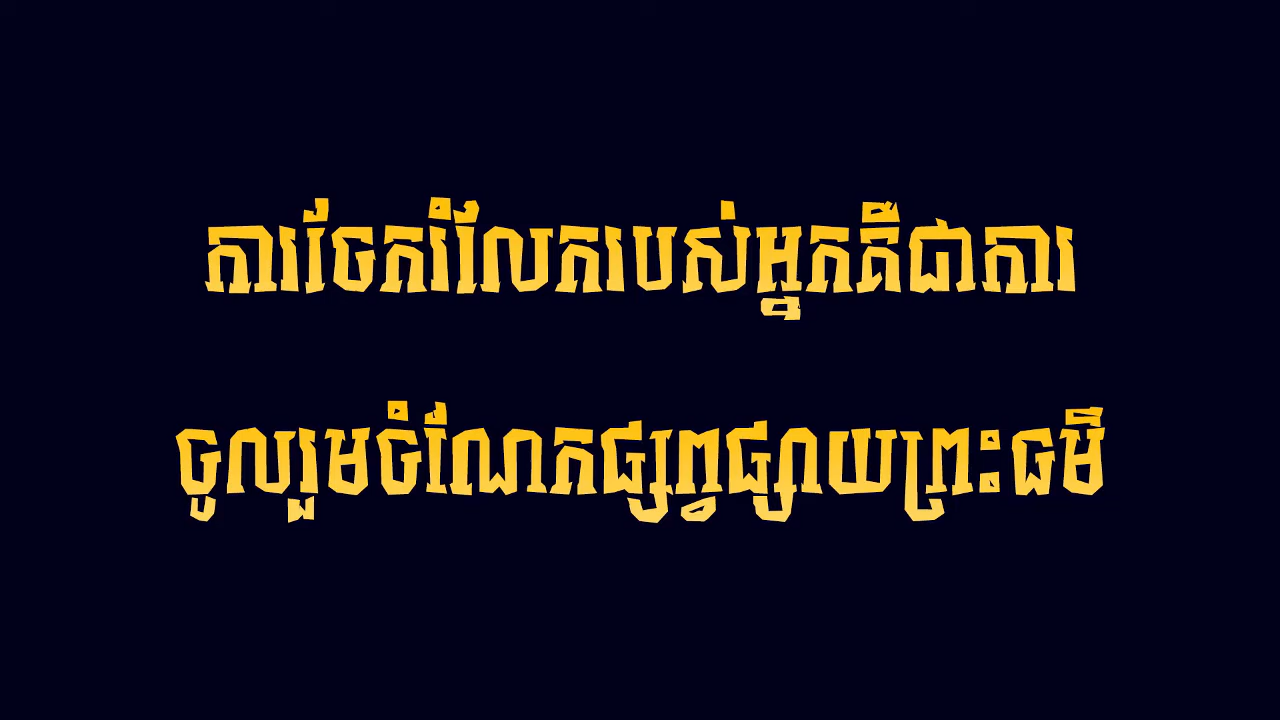 ការចែករំលែករបស់អ្នកគឺជាការ
ចូលរួមចំណែកផ្សព្វផ្សាយព្រះធម៌